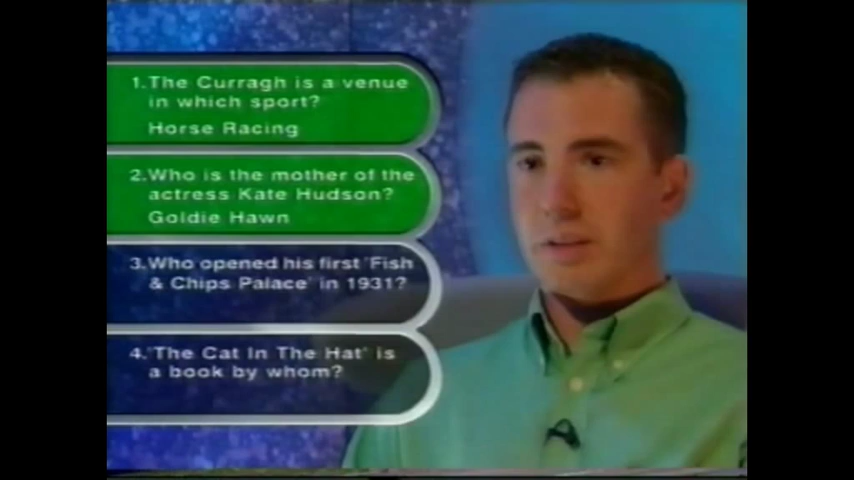 1.The Curragh is a venue
in which sport?
Horse Racing
2.Who is the mother of the
actress Kate Hudson?
Goldie Hawn
3.Who opened his first 'Fish
& Chips Palace' in 1931?
4.'The Cat In The Hat' is
a book by whom?